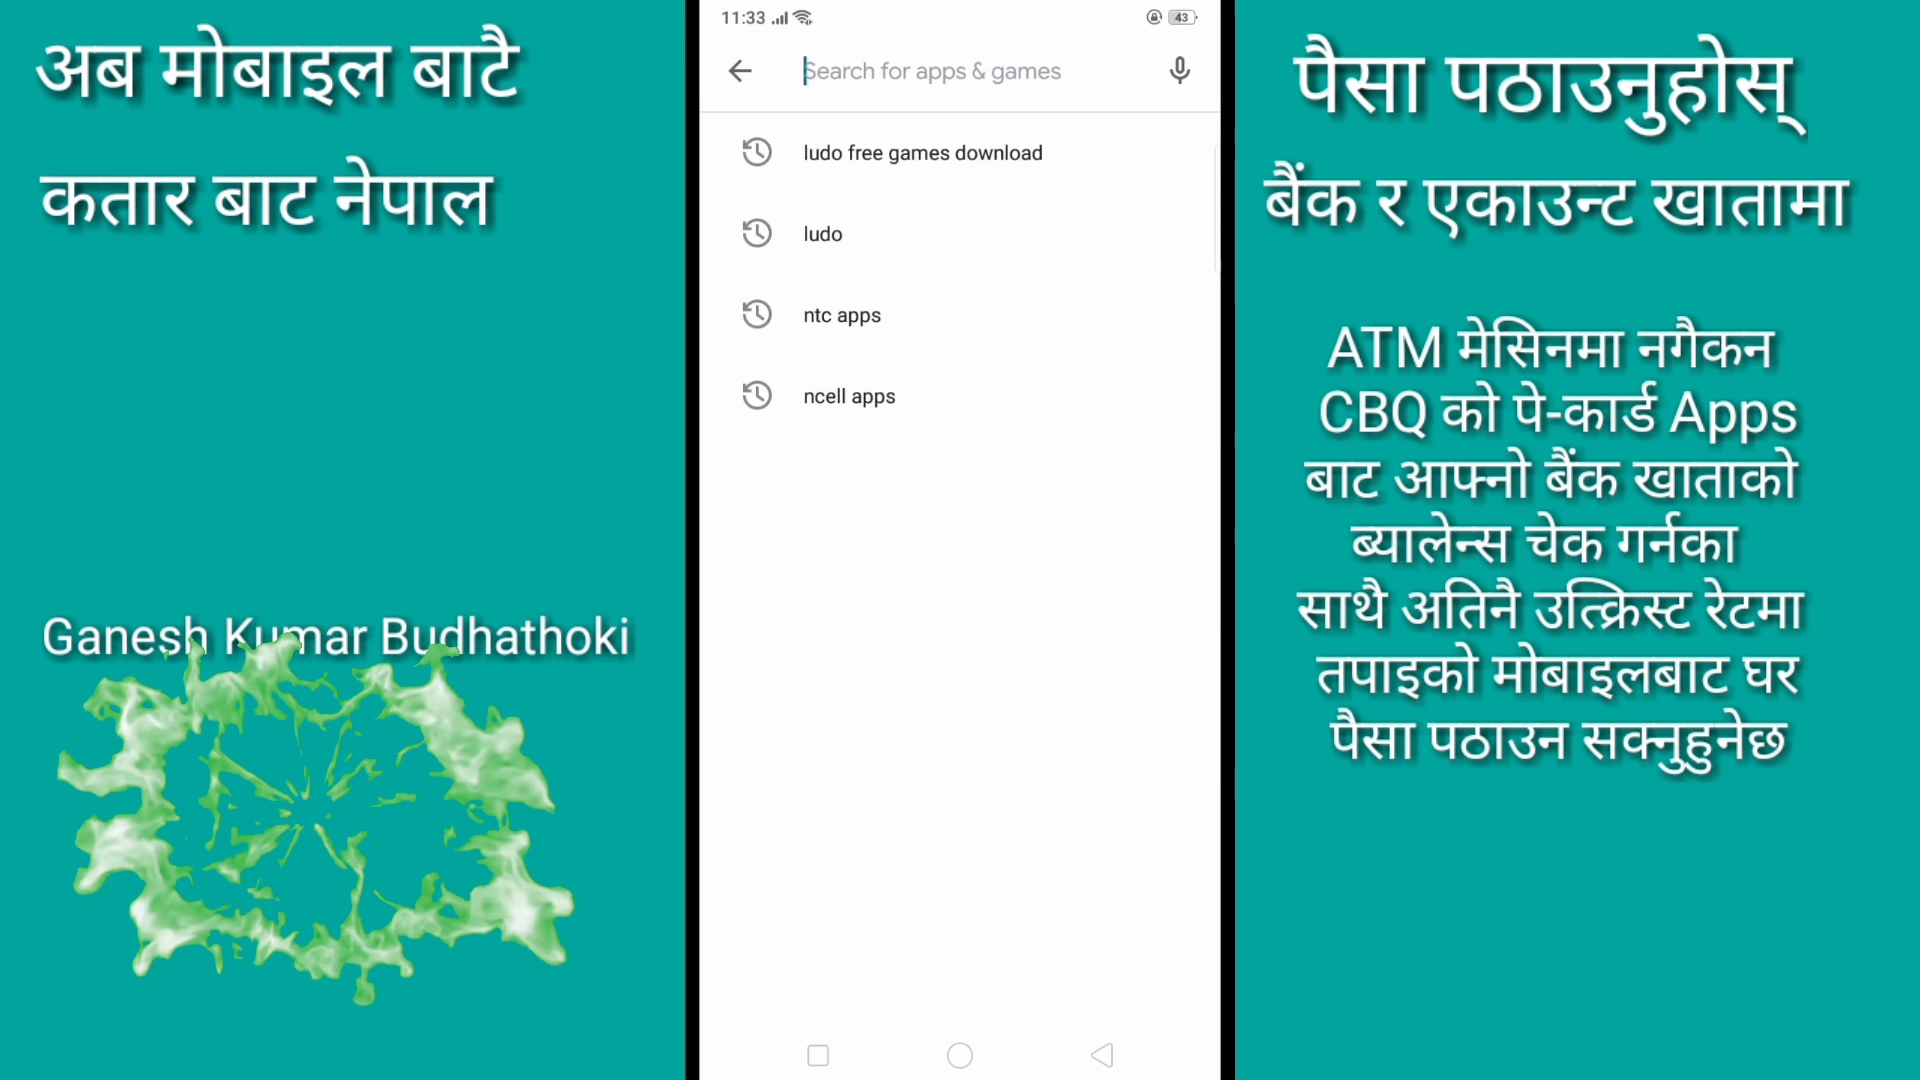 अब मोबाइल बाटै
कतार बाट नेपाल
Ganesh Kumar Budhathoki
11:33
43
Search for apps & games
ludo free games download
ludo
ntc apps
ncell apps
पैसा पठाउनुहोस्
बैंक र एकाउन्ट खातामा
ATM मेसिनमा नगैकन
CBQ को पे-कार्ड Apps
बाट आफ्नो बैंक खाताको
ब्यालेन्स चेक गर्नका
साथै अतिनै उत्क्रिस्ट रेटमा
तपाइको मोबाइलबाट घर
पैसा पठाउन सक्नुहुनेछ